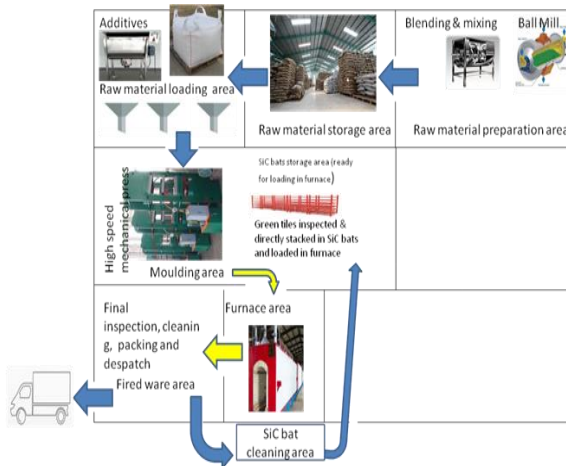 Additives
Blending & mixing
Ball Mill
Raw material loading area
Raw material storage area
Raw material preparation area
High speed
mechanical press
SiC bats storage area (ready
for loading in furnace)
Green tiles inspected &
directly stacked in SiC bats
and loaded in furnace
Moulding area
Final
inspection, cleanin
g, packing and
despatch
Fired ware area
Furnace area
SiC bat
cleaning area